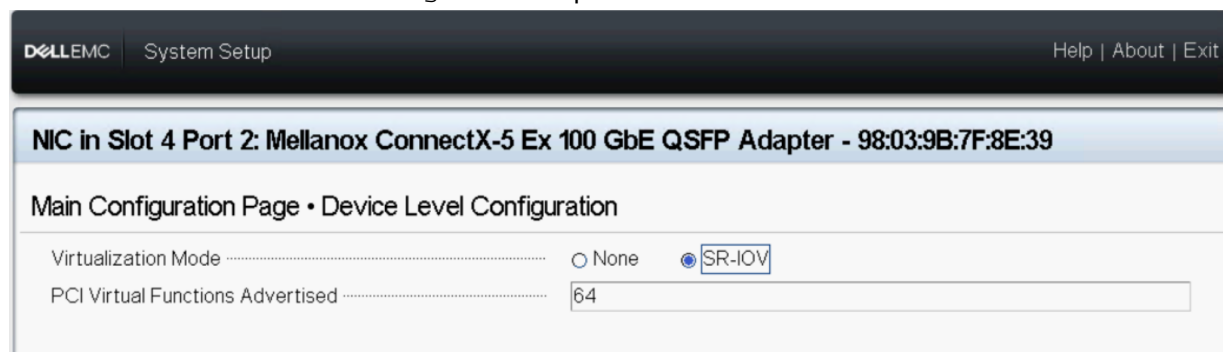 DELLEMC System Setup Help | About | Exit
NIC in Slot 4 Port 2: Mellanox ConnectX-5 Ex 100 GbE QSFP Adapter - 98:03:9B:7F:8E:39
Main Configuration Page • Device Level Configuration
Virtualization Mode None SR-IOV
PCI Virtual Functions Advertised 64